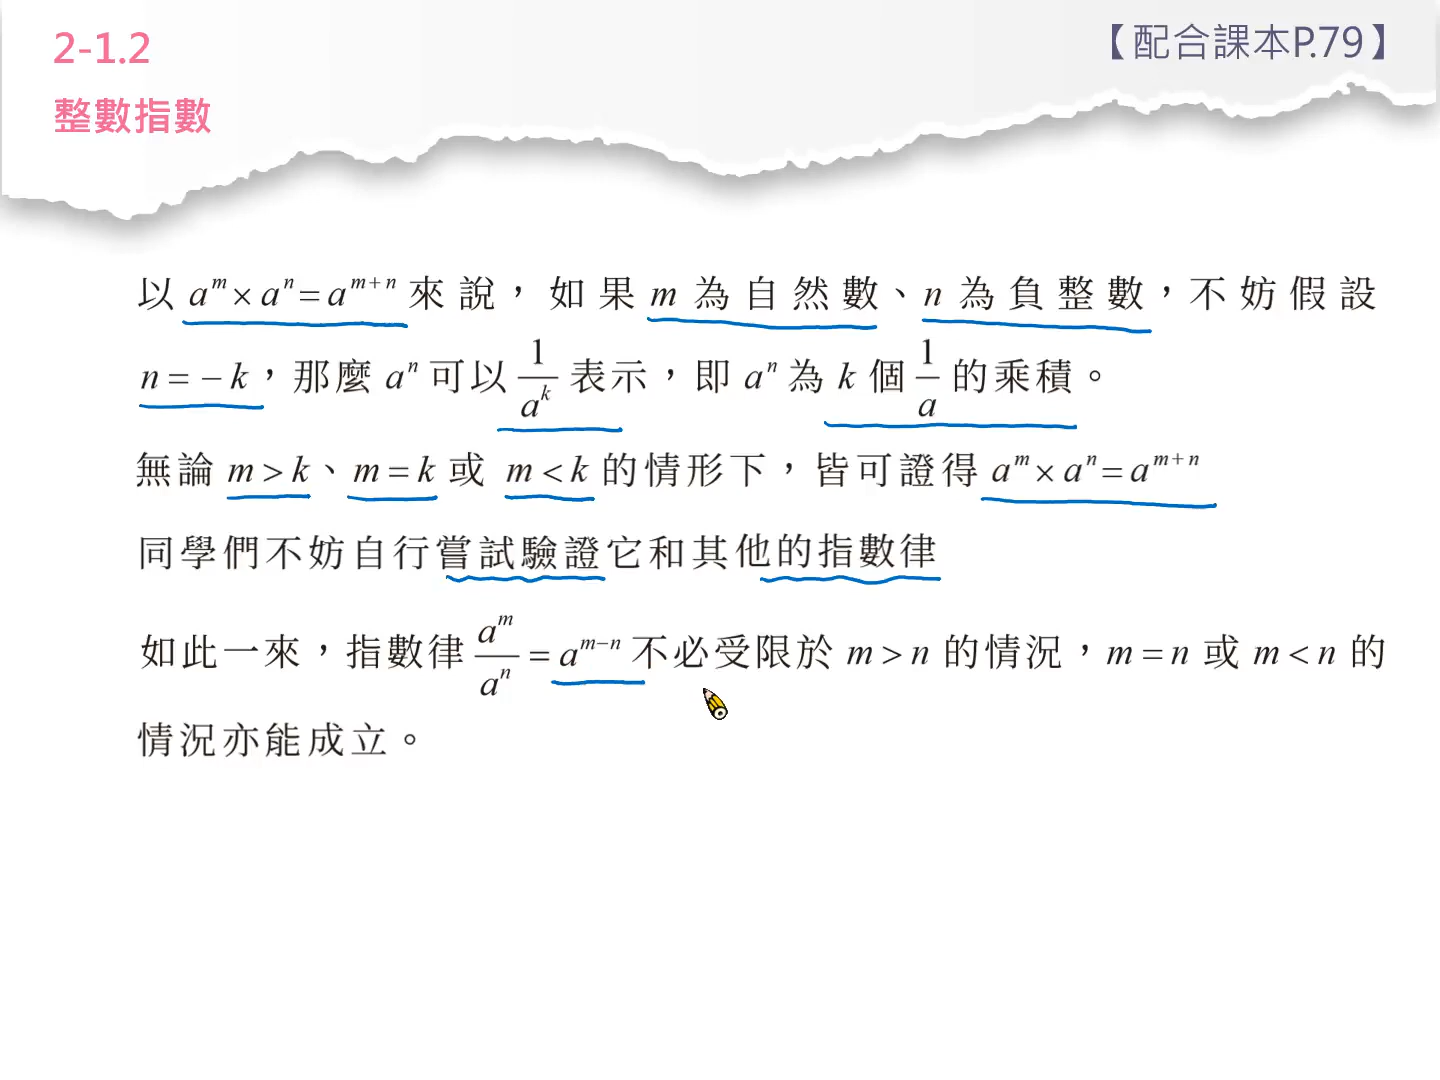 2-1.2
【配合課本P.79】
整數指數
以 aᵐ × aⁿ = aᵐ⁺ⁿ 來說，如果 m 為自然數、n 為負整數，不妨假設
n = − k，那麼 aⁿ 可以 1/aᵏ 表示，即 aⁿ 為 k 個 1/a 的乘積。
無論 m > k、m = k 或 m < k 的情形下，皆可證得 aᵐ × aⁿ = aᵐ⁺ⁿ
同學們不妨自行嘗試驗證它和其他的指數律
如此一來，指數律 aᵐ/aⁿ = aᵐ⁻ⁿ 不必受限於 m > n 的情況，m = n 或 m < n 的
情況亦能成立。